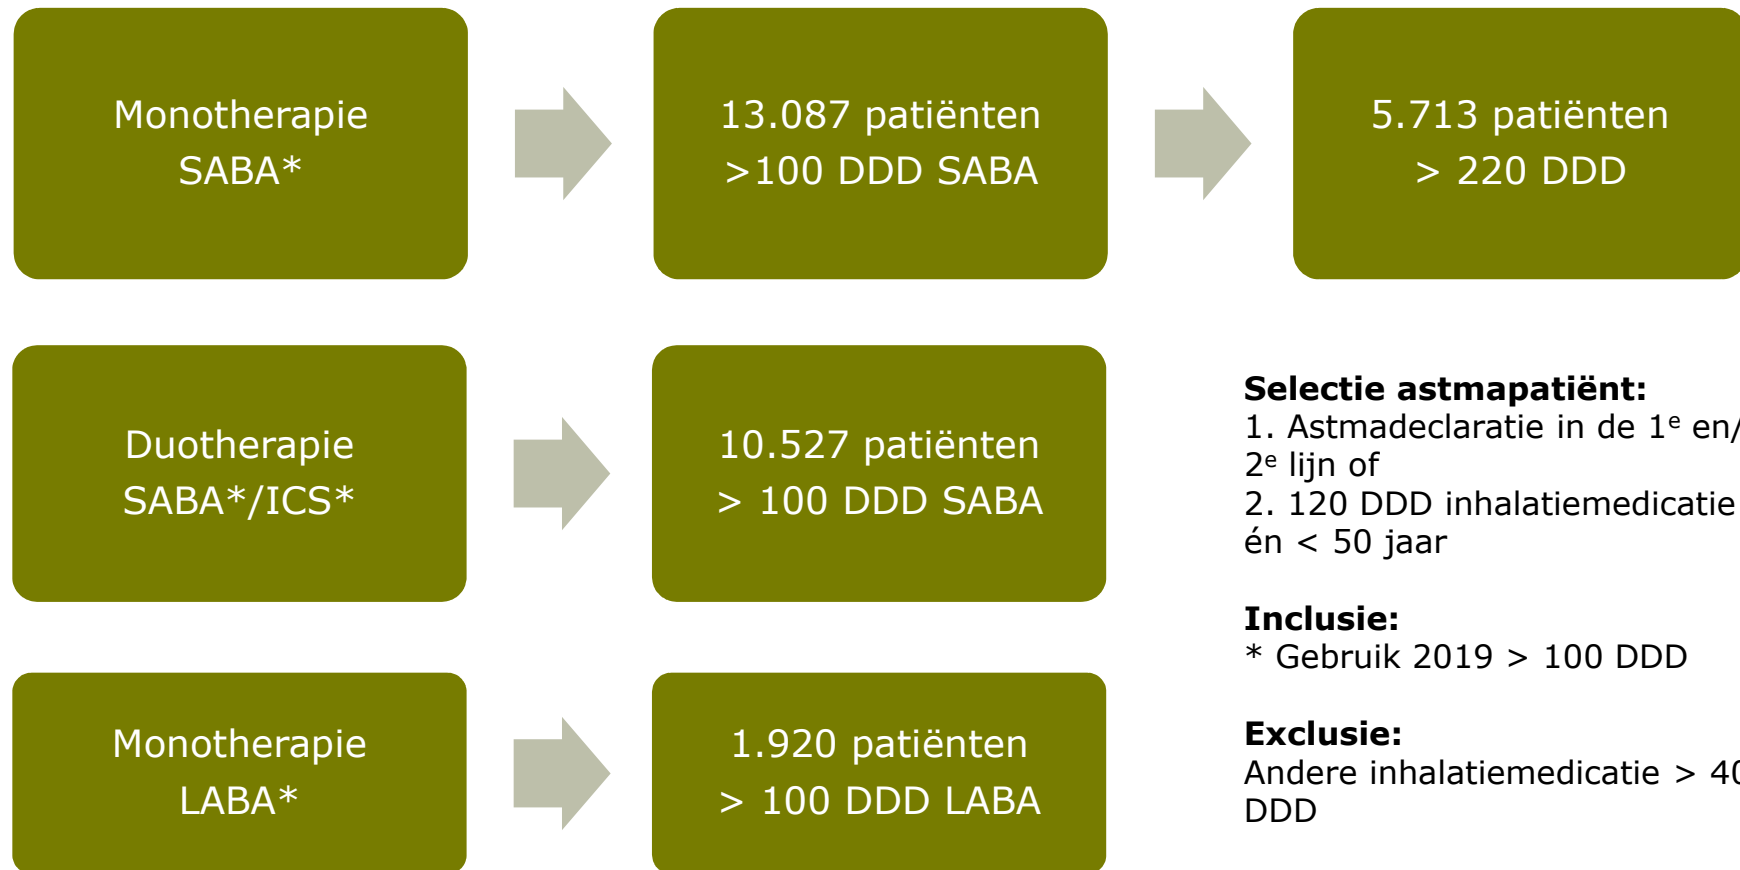 Monotherapie
SABA*
13.087 patiënten
>100 DDD SABA
5.713 patiënten
> 220 DDD
Duotherapie
SABA*/ICS*
10.527 patiënten
> 100 DDD SABA
Monotherapie
LABA*
1.920 patiënten
> 100 DDD LABA
Selectie astmapatiënt:
1. Astmadeclaratie in de 1e en/
2e lijn of
2. 120 DDD inhalatiemedicatie
én < 50 jaar
Inclusie:
* Gebruik 2019 > 100 DDD
Exclusie:
Andere inhalatiemedicatie > 40
DDD